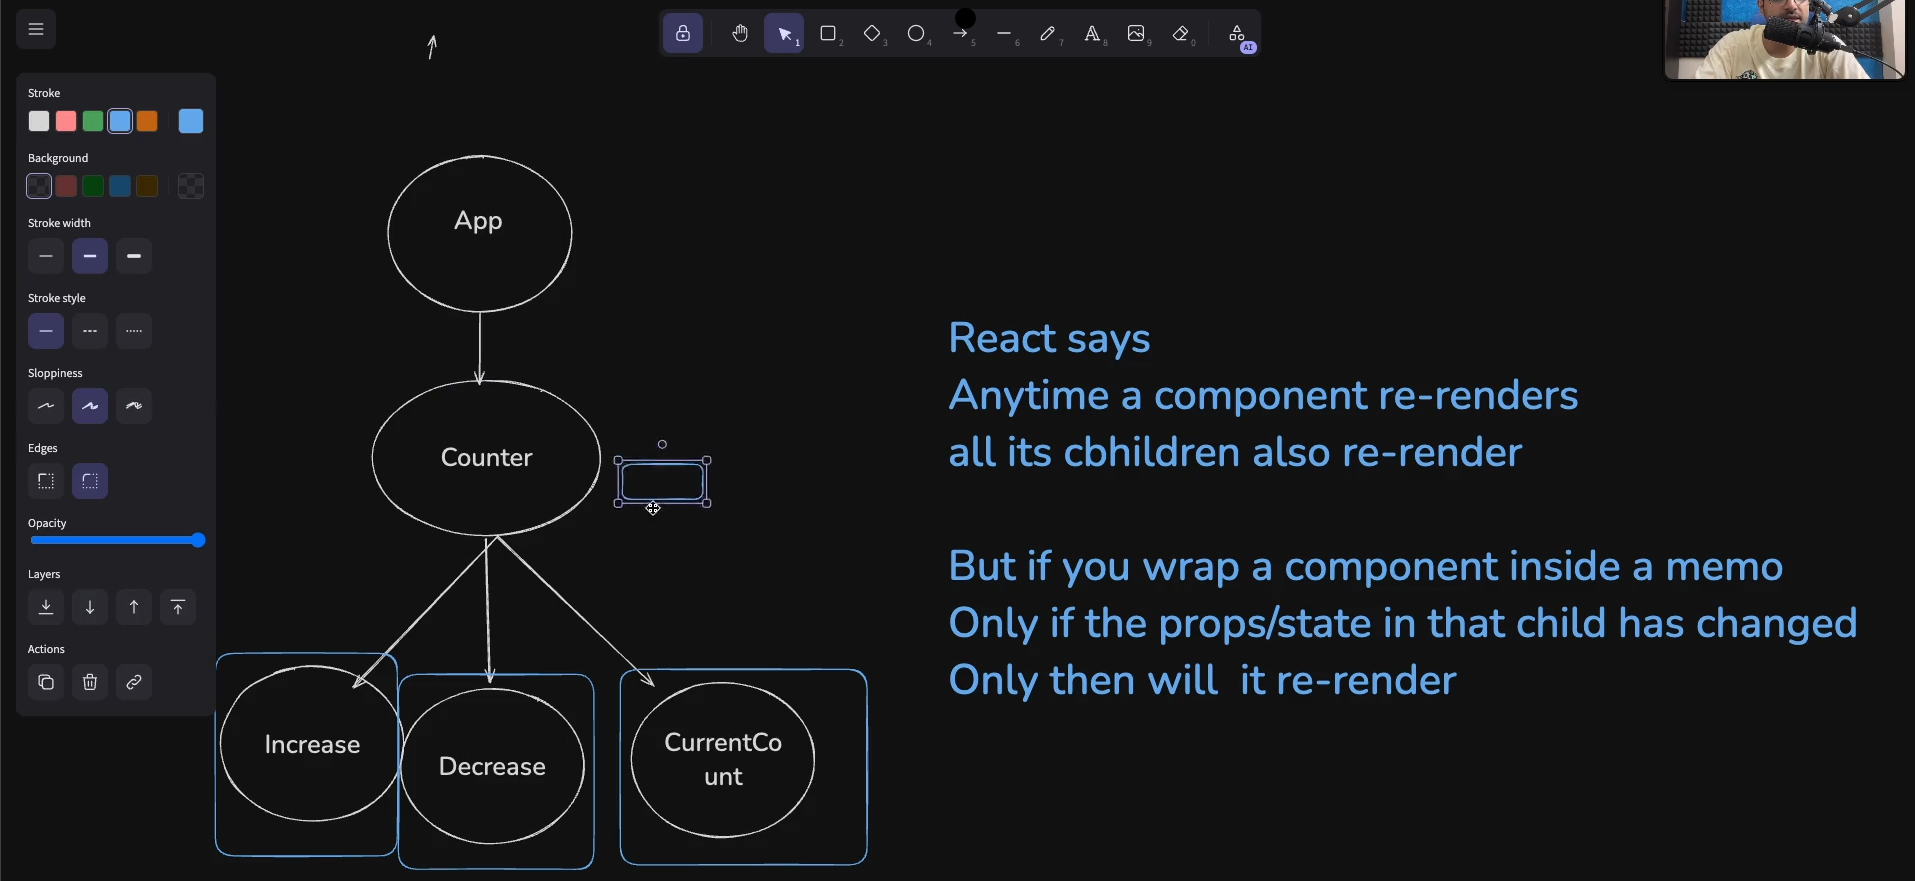 1
2
3
4
5
6
7
8
9
0
AI
Stroke
Background
Stroke width
Stroke style
Sloppiness
Edges
Opacity
Layers
Actions
App
Counter
Increase
Decrease
CurrentCo
unt
React says
Anytime a component re-renders
all its cbhildren also re-render
But if you wrap a component inside a memo
Only if the props/state in that child has changed
Only then will  it re-render